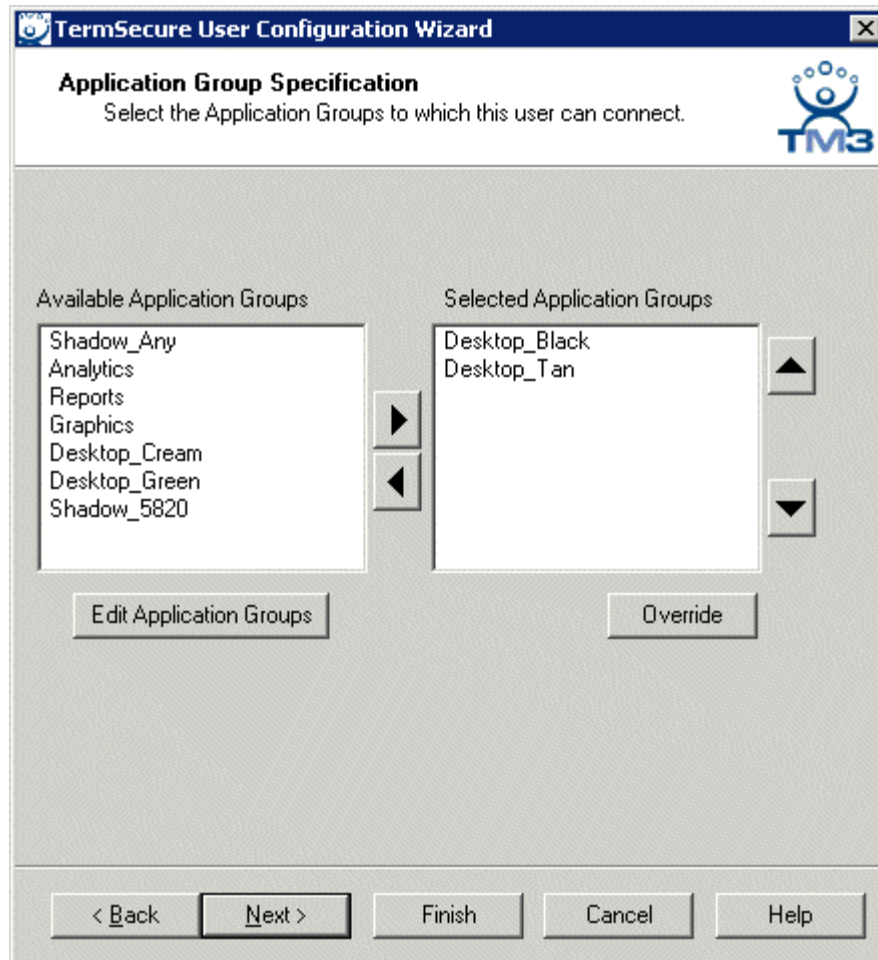 TermSecure User Configuration Wizard
Application Group Specification
Select the Application Groups to which this user can connect.
TM3
Available Application Groups
Shadow_Any
Analytics
Reports
Graphics
Desktop_Cream
Desktop_Green
Shadow_5820
Edit Application Groups
Selected Application Groups
Desktop_Black
Desktop_Tan
Override
< Back
Next >
Finish
Cancel
Help